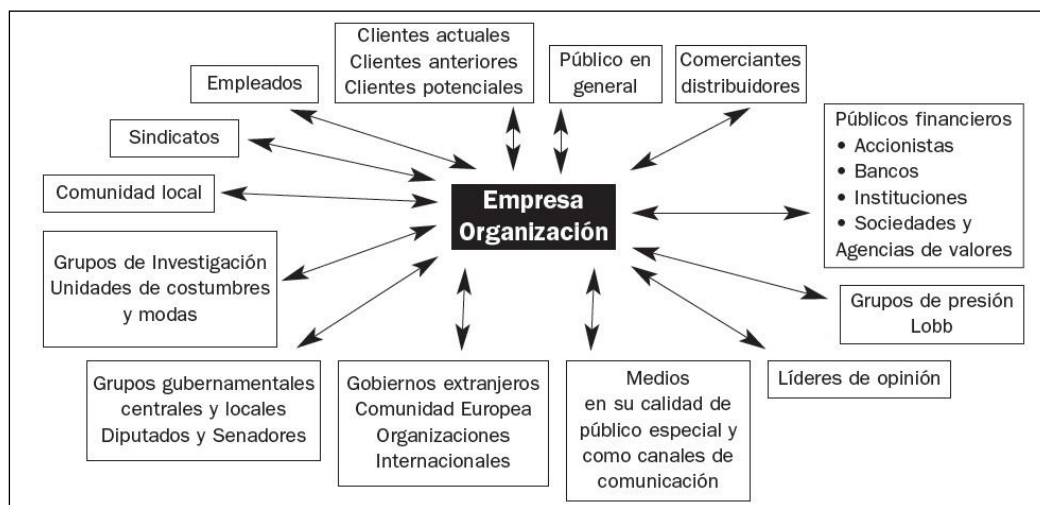 Clientes actuales
Clientes anteriores
Clientes potenciales
Público en
general
Comerciantes
distribuidores
Empleados
Sindicatos
Comunidad local
Públicos financieros
• Accionistas
• Bancos
• Instituciones
• Sociedades y
Agencias de valores
Empresa
Organización
Grupos de Investigación
Unidades de costumbres
y modas
Grupos de presión
Lobb
Grupos gubernamentales
centrales y locales
Diputados y Senadores
Gobiernos extranjeros
Comunidad Europea
Organizaciones
Internacionales
Medios
en su calidad de
público especial y
como canales de
comunicación
Líderes de opinión